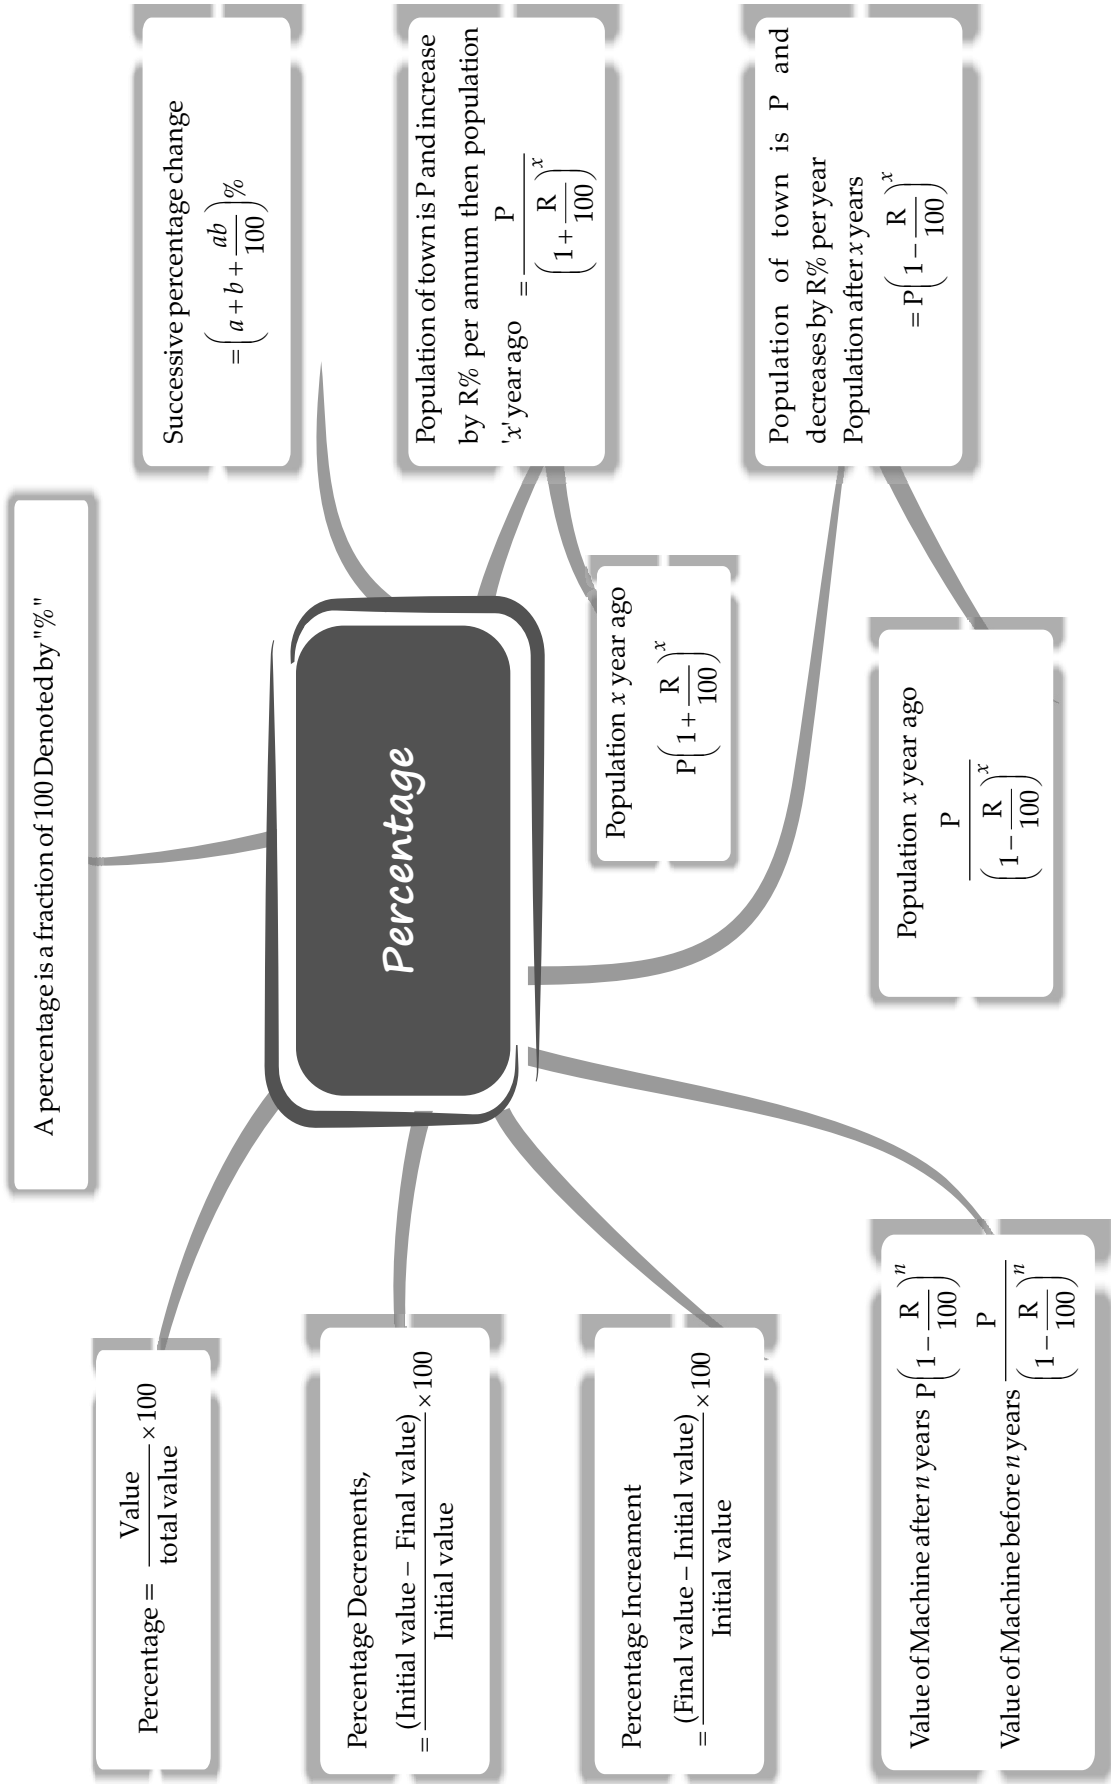 A percentage is a fraction of 100 Denoted by "%"
Percentage = Value / total value × 100
Successive percentage change
= (a + b + ab/100)%
Percentage Decrements,
= (Initial value – Final value) / Initial value × 100
Percentage
Population of town is P and increase
by R% per annum then population
'x' year ago = P / (1 + R/100)^x
Percentage Increament
= (Final value – Initial value) / Initial value × 100
Population x year ago
P(1 + R/100)^x
Population of town is P and
decreases by R% per year
Population after x years
= P(1 – R/100)^x
Value of Machine after n years P(1 – R/100)^n
Value of Machine before n years P / (1 – R/100)^n
Population x year ago
P / (1 – R/100)^x